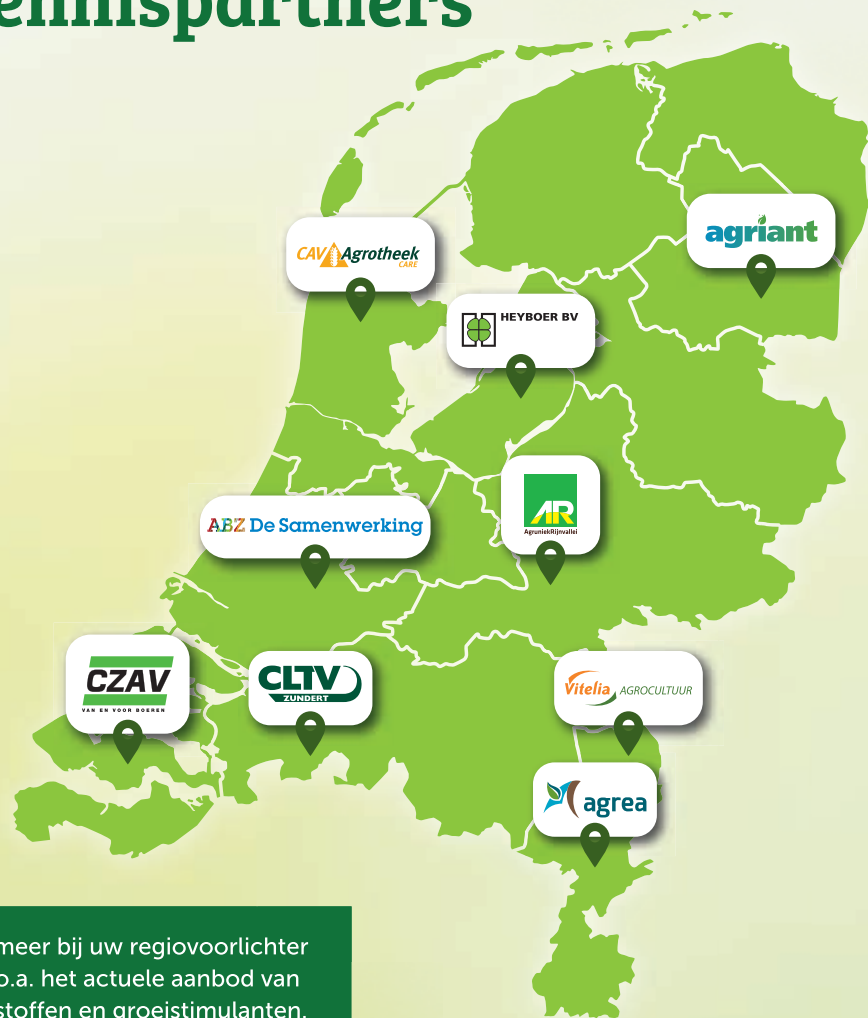 ennispartners
agriant
CAV Agrotheek
CARE
HEYBOER BV
AR
AgruniekRijnvallei
ABZ De Samenwerking
CZAV
VAN EN VOOR BOEREN
CLTV
ZUNDERT
Vitelia AGROCULTUUR
agrea
meer bij uw regiovoorlichter
o.a. het actuele aanbod van
stoffen en groeistimulanten.